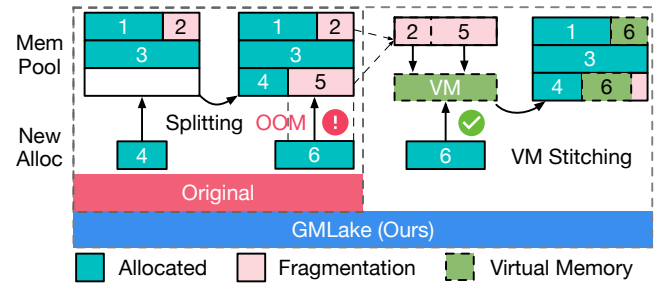 Mem Pool
1 2
3
1 2
3
4 5
2 5
VM
1 6
3
4 6
Splitting
OOM !
VM Stitching
New Alloc
4
6
6
Original
GMLake (Ours)
Allocated
Fragmentation
Virtual Memory